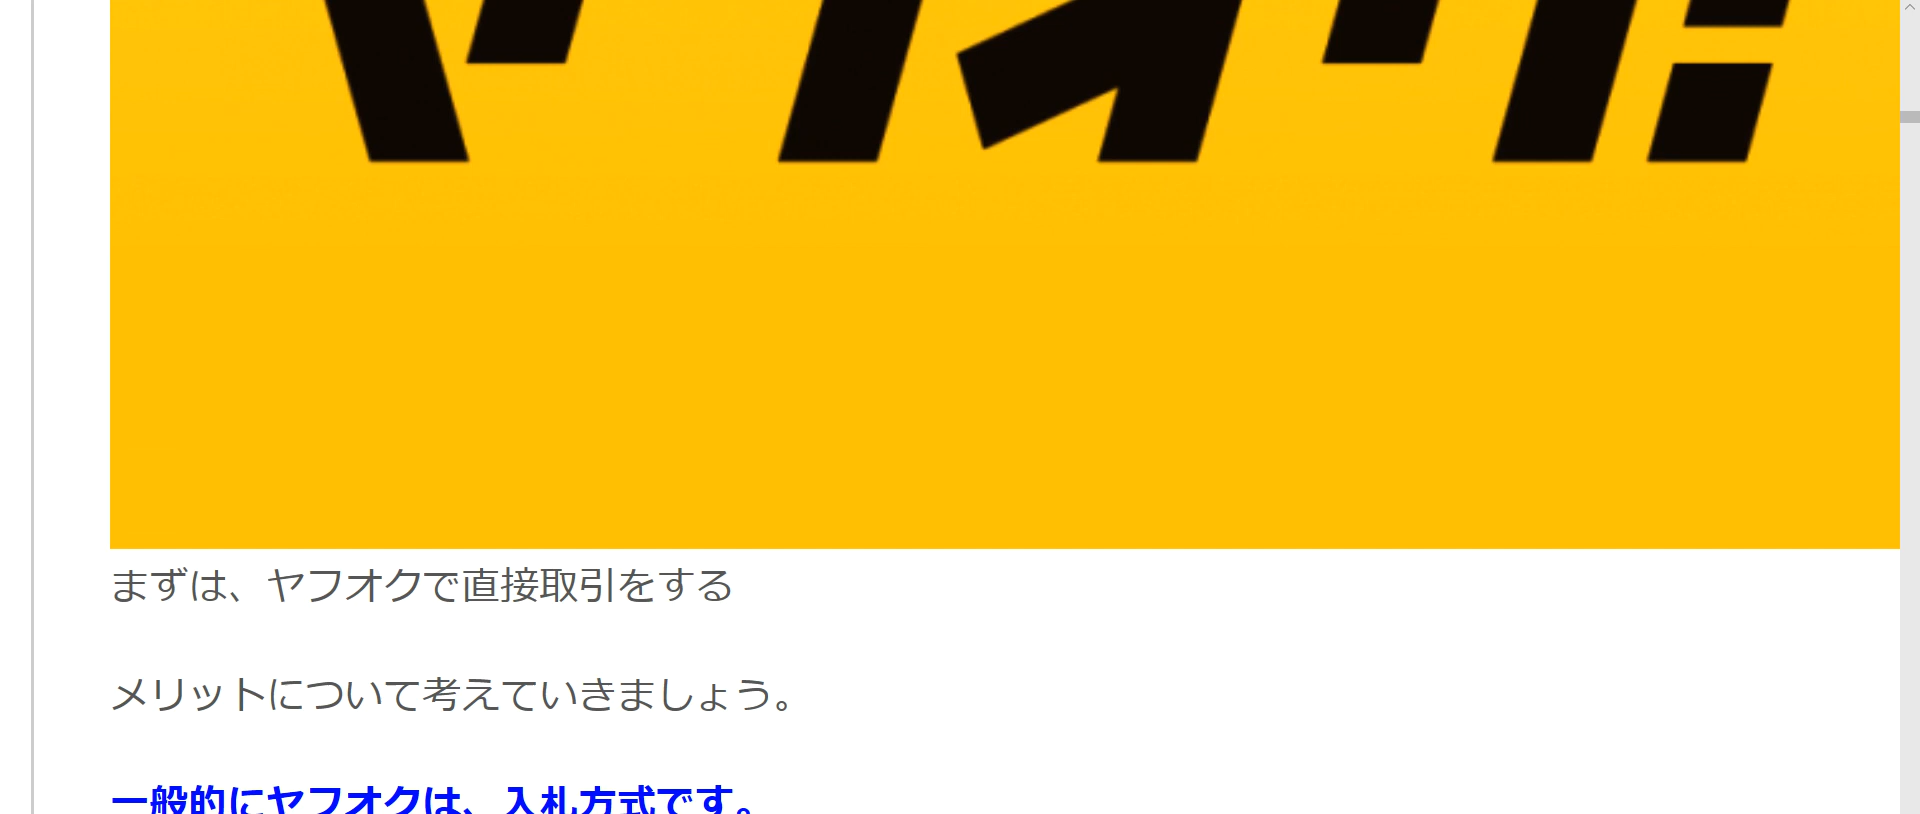 まずは、ヤフオクで直接取引をする
メリットについて考えていきましょう。
一般的にヤフオクは、入札方式です。